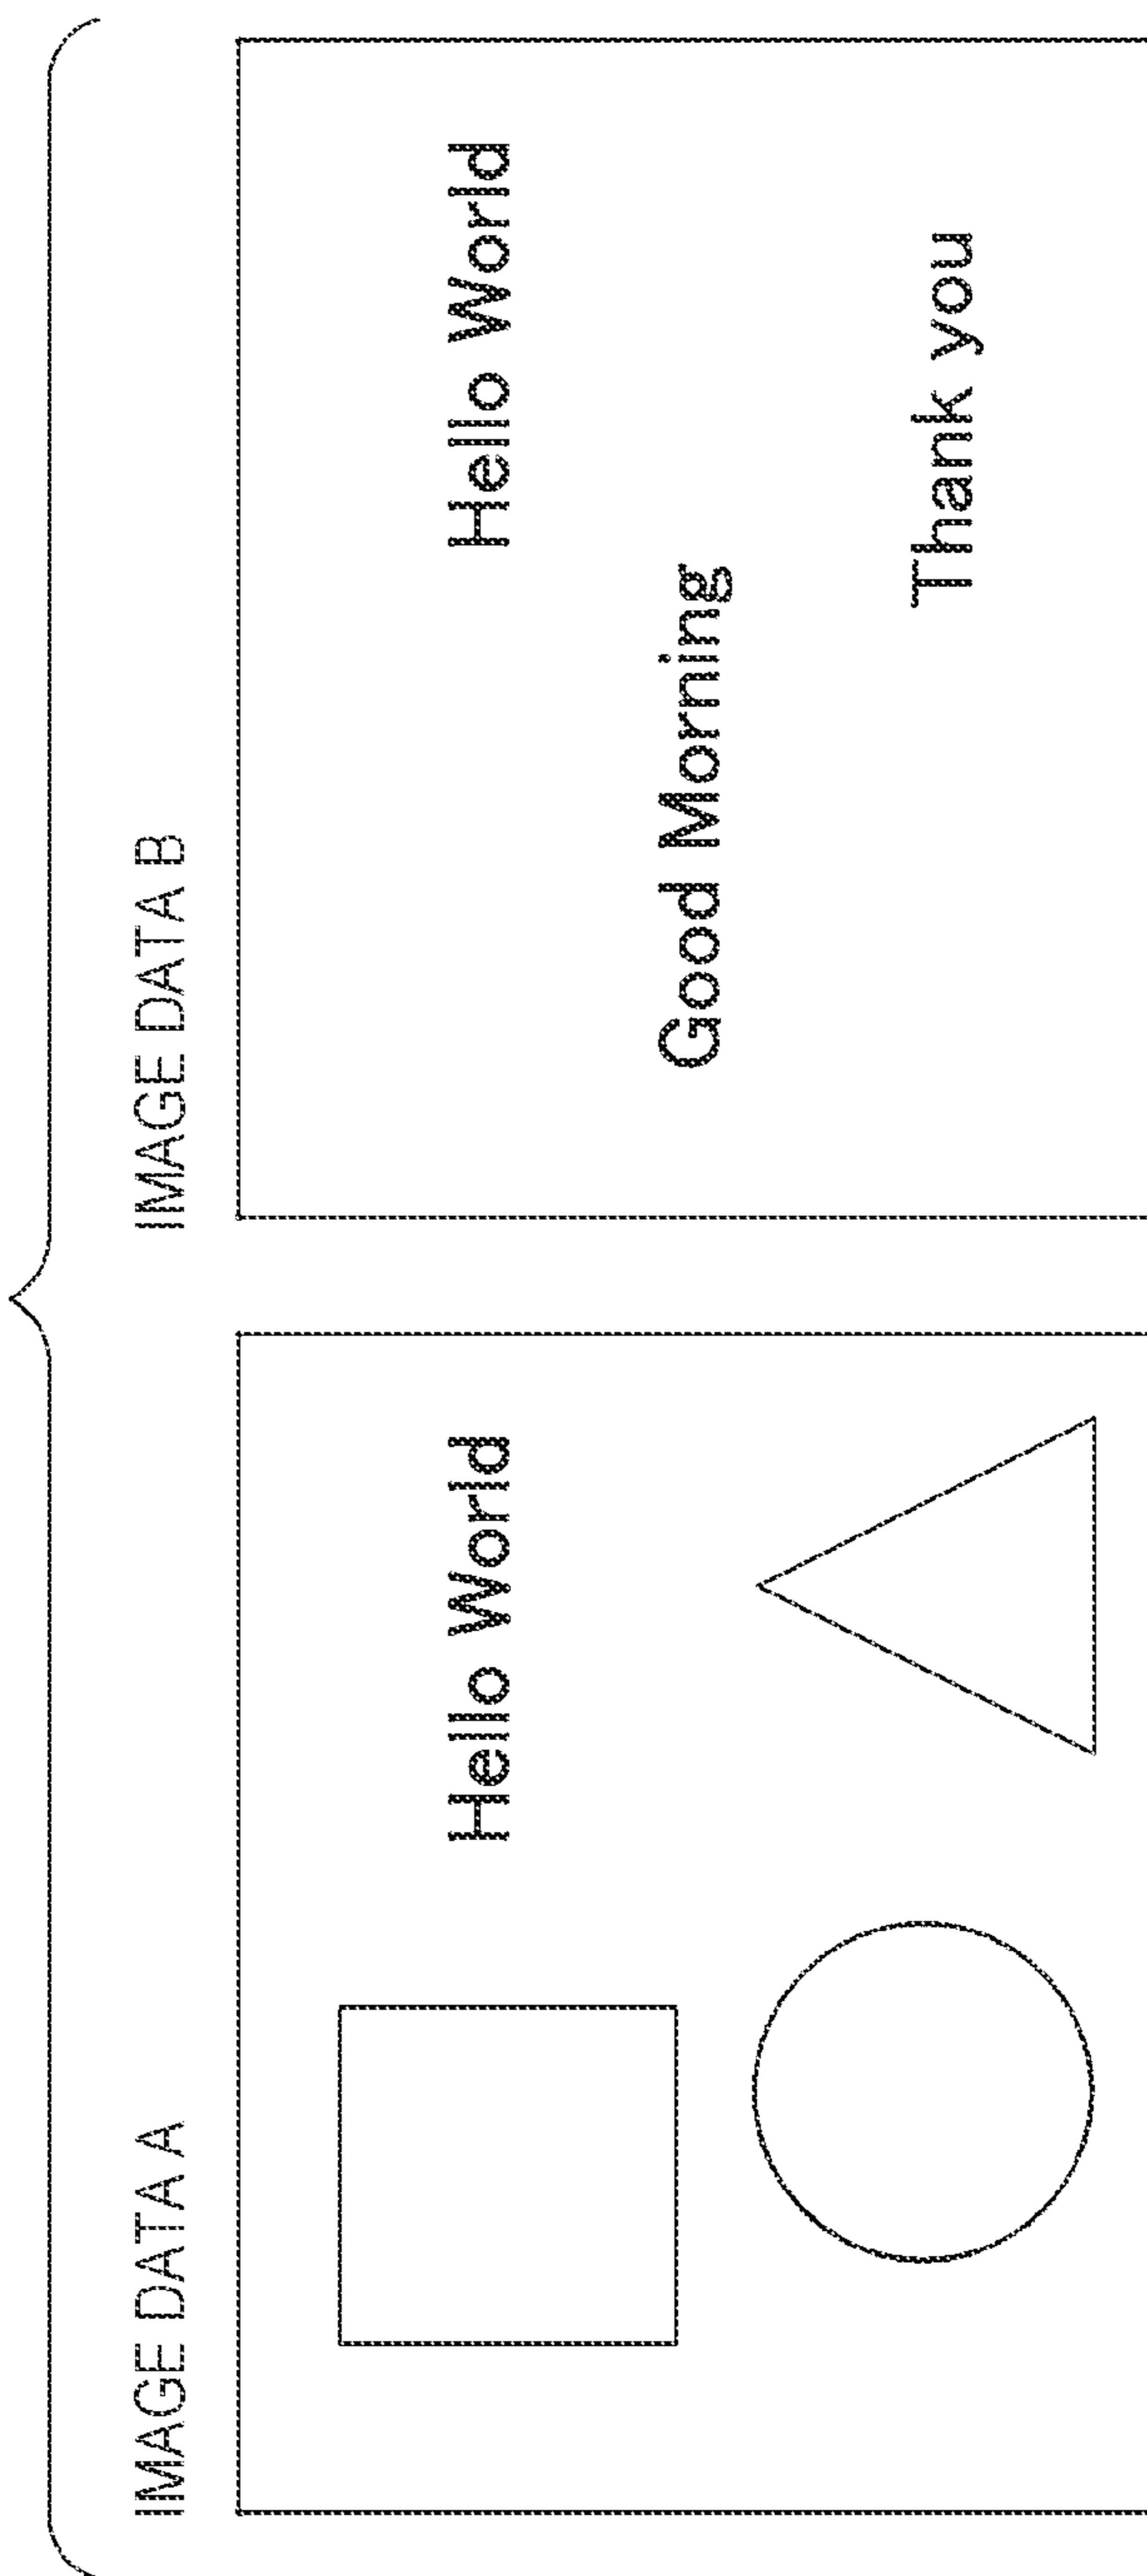 IMAGE DATA A
Hello World
IMAGE DATA B
Hello World
Good Morning
Thank you